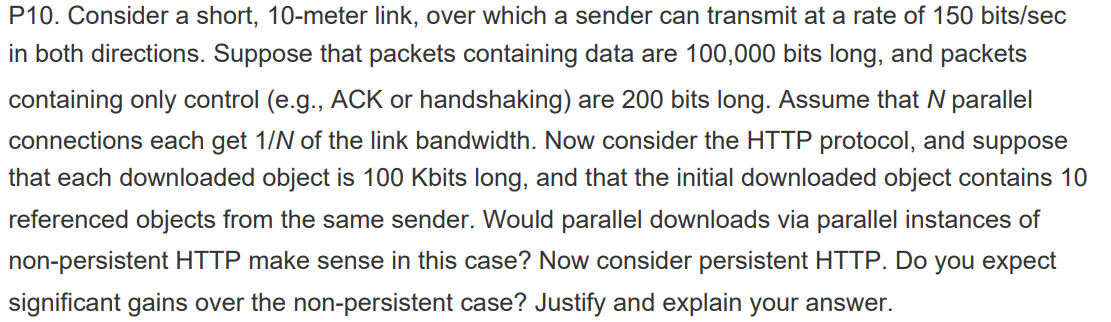 P10. Consider a short, 10-meter link, over which a sender can transmit at a rate of 150 bits/sec
in both directions. Suppose that packets containing data are 100,000 bits long, and packets
containing only control (e.g., ACK or handshaking) are 200 bits long. Assume that N parallel
connections each get 1/N of the link bandwidth. Now consider the HTTP protocol, and suppose
that each downloaded object is 100 Kbits long, and that the initial downloaded object contains 10
referenced objects from the same sender. Would parallel downloads via parallel instances of
non-persistent HTTP make sense in this case? Now consider persistent HTTP. Do you expect
significant gains over the non-persistent case? Justify and explain your answer.